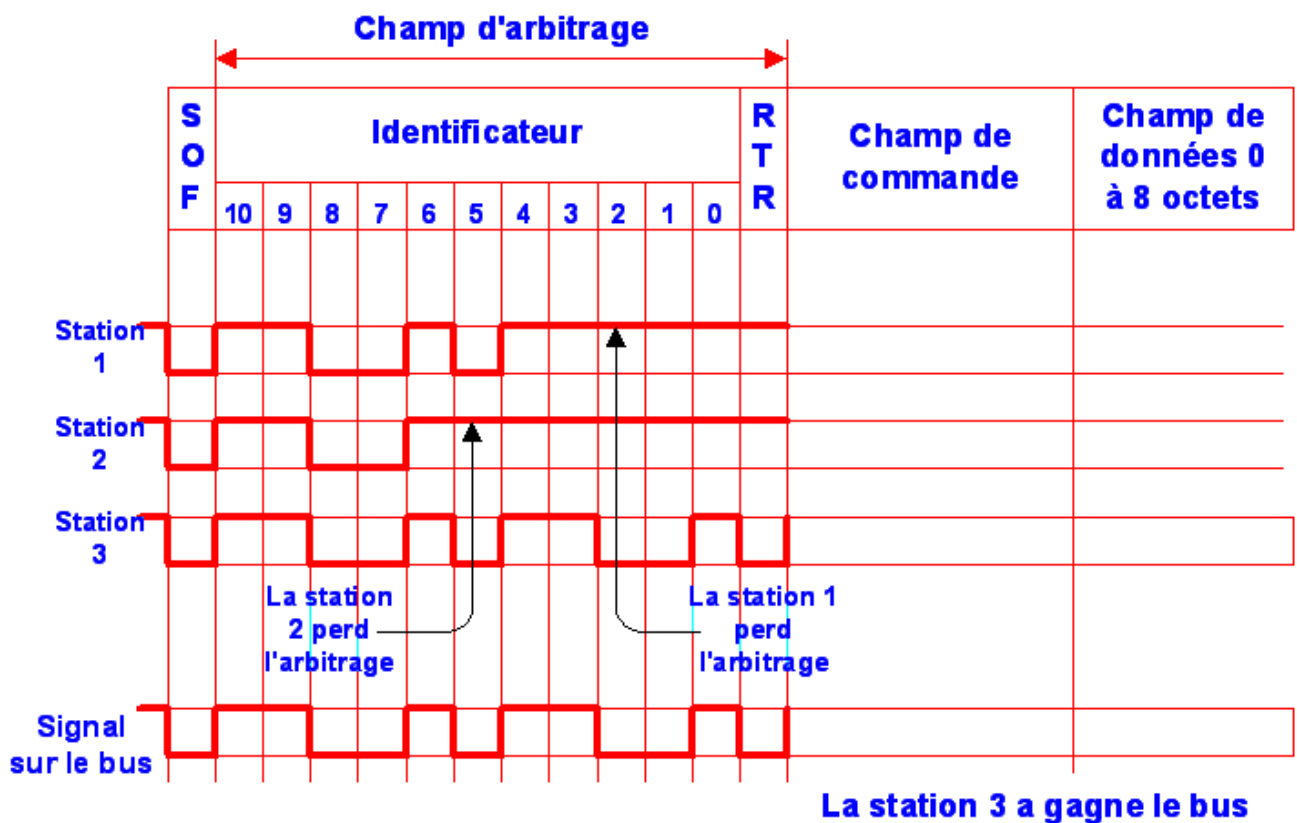 Champ d'arbitrage
S
O
F
Identificateur
R
T
R
Champ de
commande
Champ de
données 0
à 8 octets
10 9 8 7 6 5 4 3 2 1 0
Station
1
Station
2
Station
3
La station
2 perd
l'arbitrage
La station 1
perd
l'arbitrage
Signal
sur le bus
La station 3 a gagne le bus